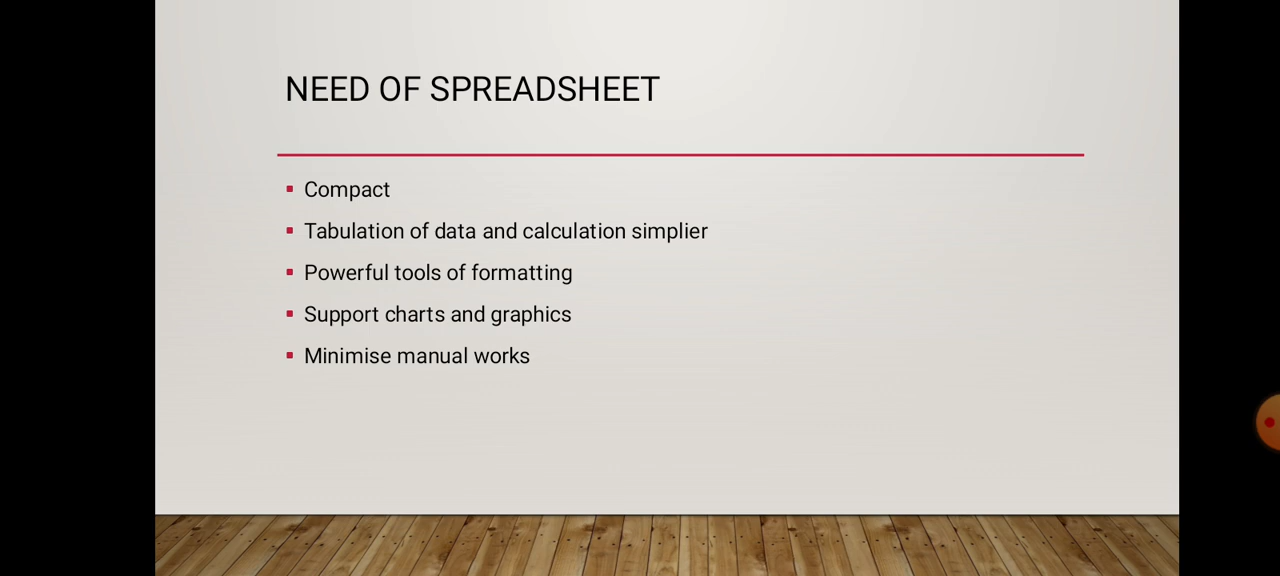 NEED OF SPREADSHEET
Compact
Tabulation of data and calculation simplier
Powerful tools of formatting
Support charts and graphics
Minimise manual works